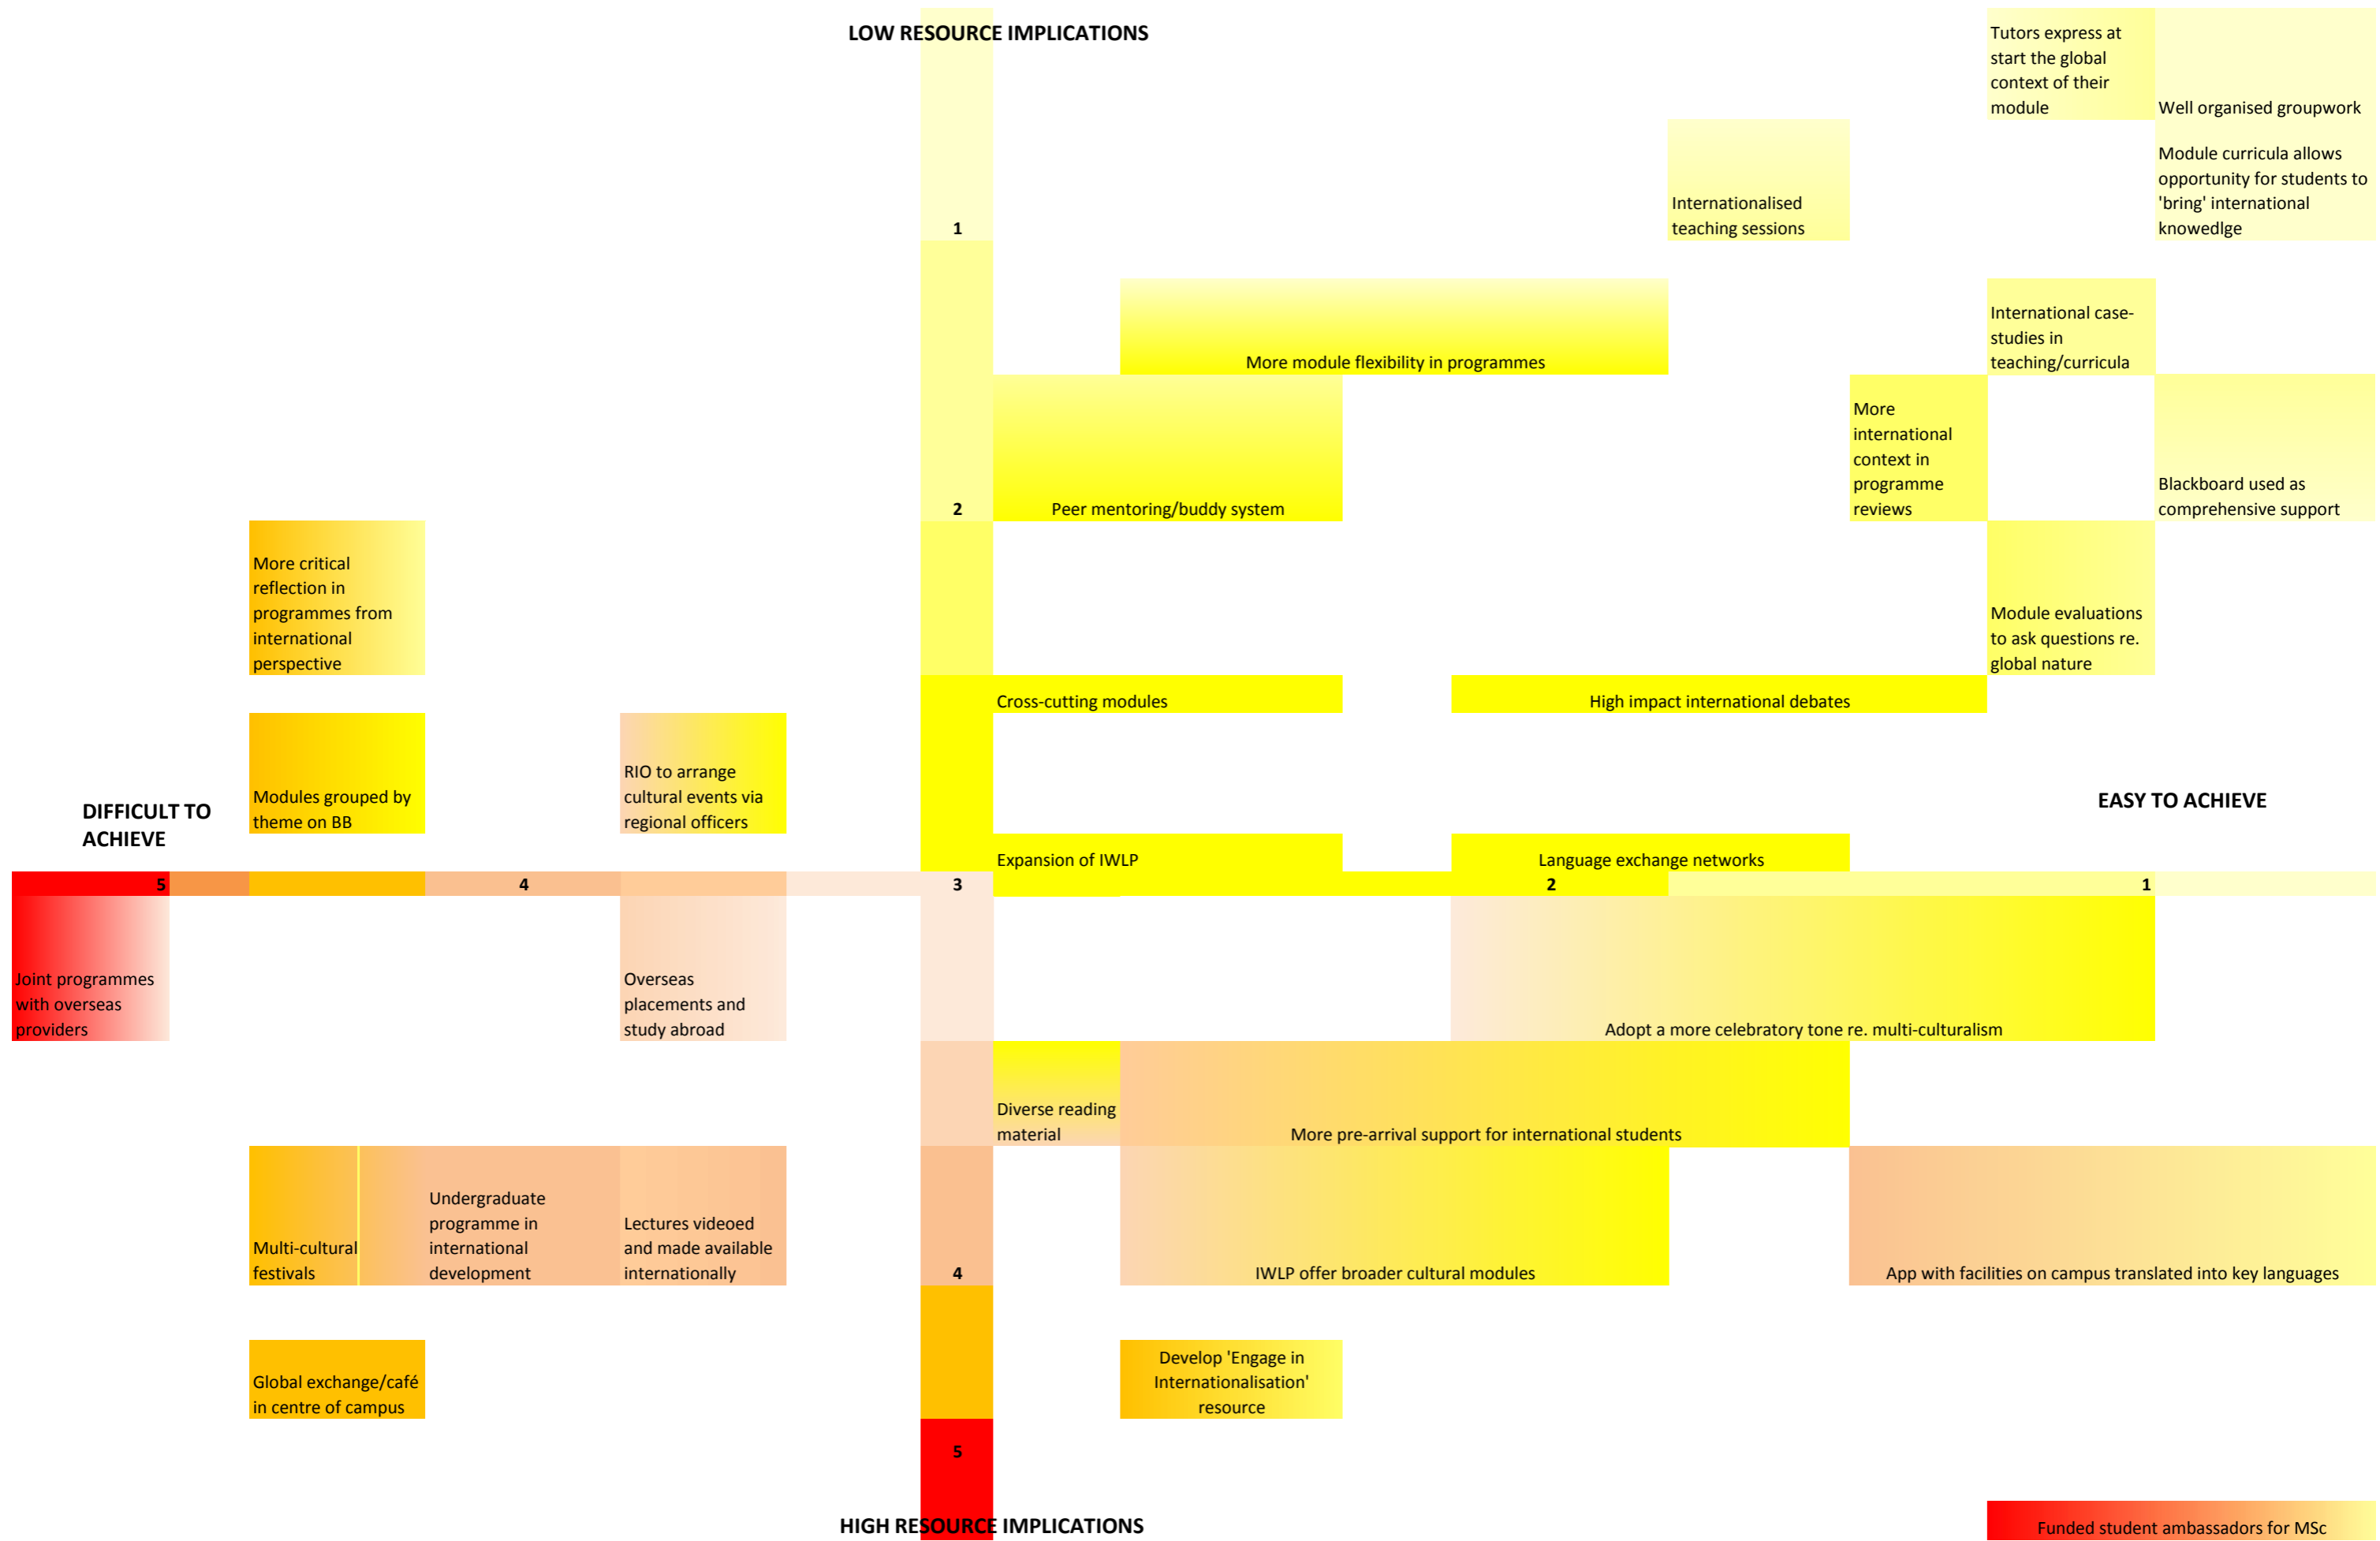 LOW RESOURCE IMPLICATIONS
Tutors express at
start the global
context of their
module
Well organised groupwork
Internationalised
teaching sessions
Module curricula allows
opportunity for students to
'bring' international
knowedlge
1
More module flexibility in programmes
International case-
studies in
teaching/curricula
Peer mentoring/buddy system
More
international
context in
programme
reviews
Blackboard used as
comprehensive support
2
More critical
reflection in
programmes from
international
perspective
Module evaluations
to ask questions re.
global nature
Cross-cutting modules
High impact international debates
DIFFICULT TO
ACHIEVE
Modules grouped by
theme on BB
RIO to arrange
cultural events via
regional officers
EASY TO ACHIEVE
Expansion of IWLP
Language exchange networks
5
4
3
2
1
Joint programmes
with overseas
providers
Overseas
placements and
study abroad
Adopt a more celebratory tone re. multi-culturalism
Diverse reading
material
More pre-arrival support for international students
Multi-cultural
festivals
Undergraduate
programme in
international
development
Lectures videoed
and made available
internationally
4
IWLP offer broader cultural modules
App with facilities on campus translated into key languages
Global exchange/café
in centre of campus
Develop 'Engage in
Internationalisation'
resource
5
HIGH RESOURCE IMPLICATIONS
Funded student ambassadors for MSc